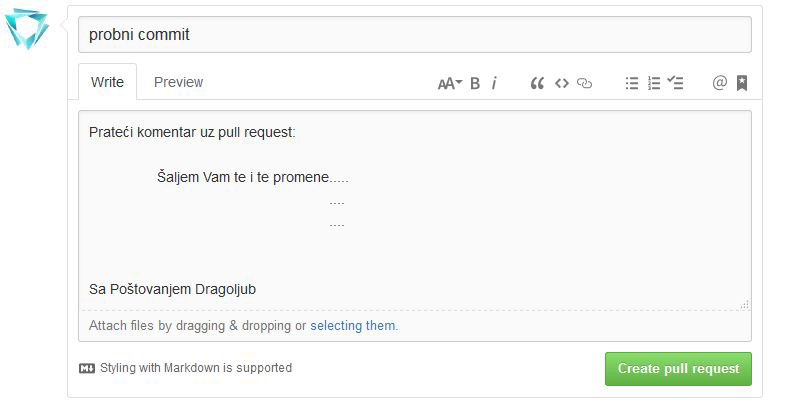 probni commit
Write Preview AA B i @
Prateći komentar uz pull request:
Šaljem Vam te i te promene.....
....
....
Sa Poštovanjem Dragoljub
Attach files by dragging & dropping or selecting them.
Styling with Markdown is supported Create pull request